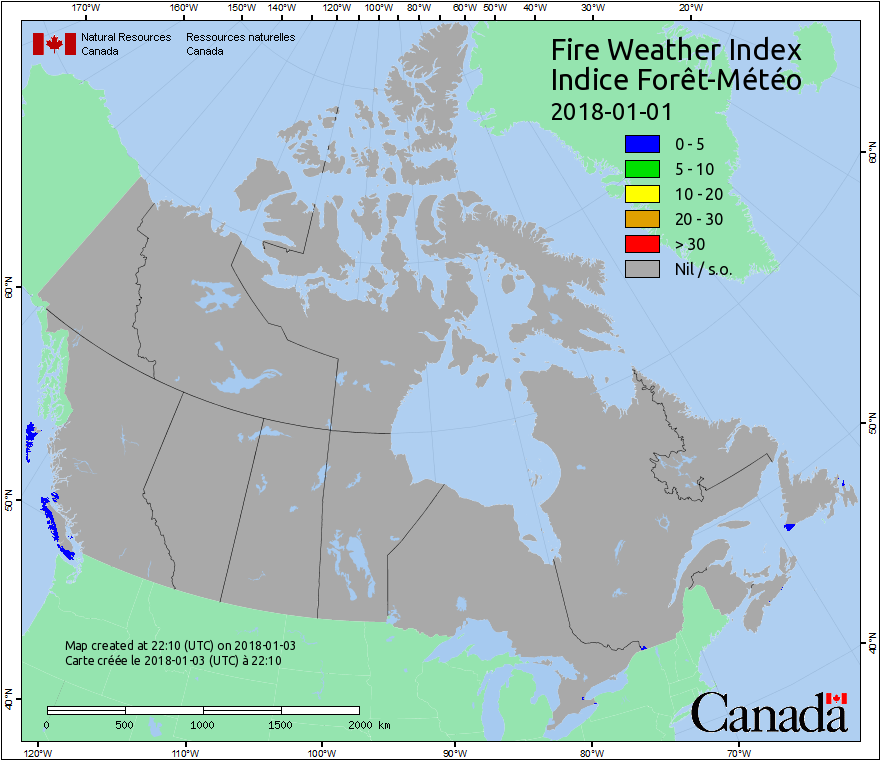 170°W 160°W 150°W 140°W 130°W 120°W 110°W 100°W 90°W 80°W 60°W 50°W 40°W 30°W 20°W
Natural Resources Canada
Ressources naturelles Canada
Fire Weather Index
Indice Forêt-Météo
2018-01-01
0 - 5
5 - 10
10 - 20
20 - 30
> 30
Nil / s.o.
60°N
60°N
50°N
50°N
40°N
40°N
Map created at 22:10 (UTC) on 2018-01-03
Carte créée le 2018-01-03 (UTC) à 22:10
0 500 1000 1500 2000 km
Canada
120°W 110°W 100°W 90°W 80°W 70°W